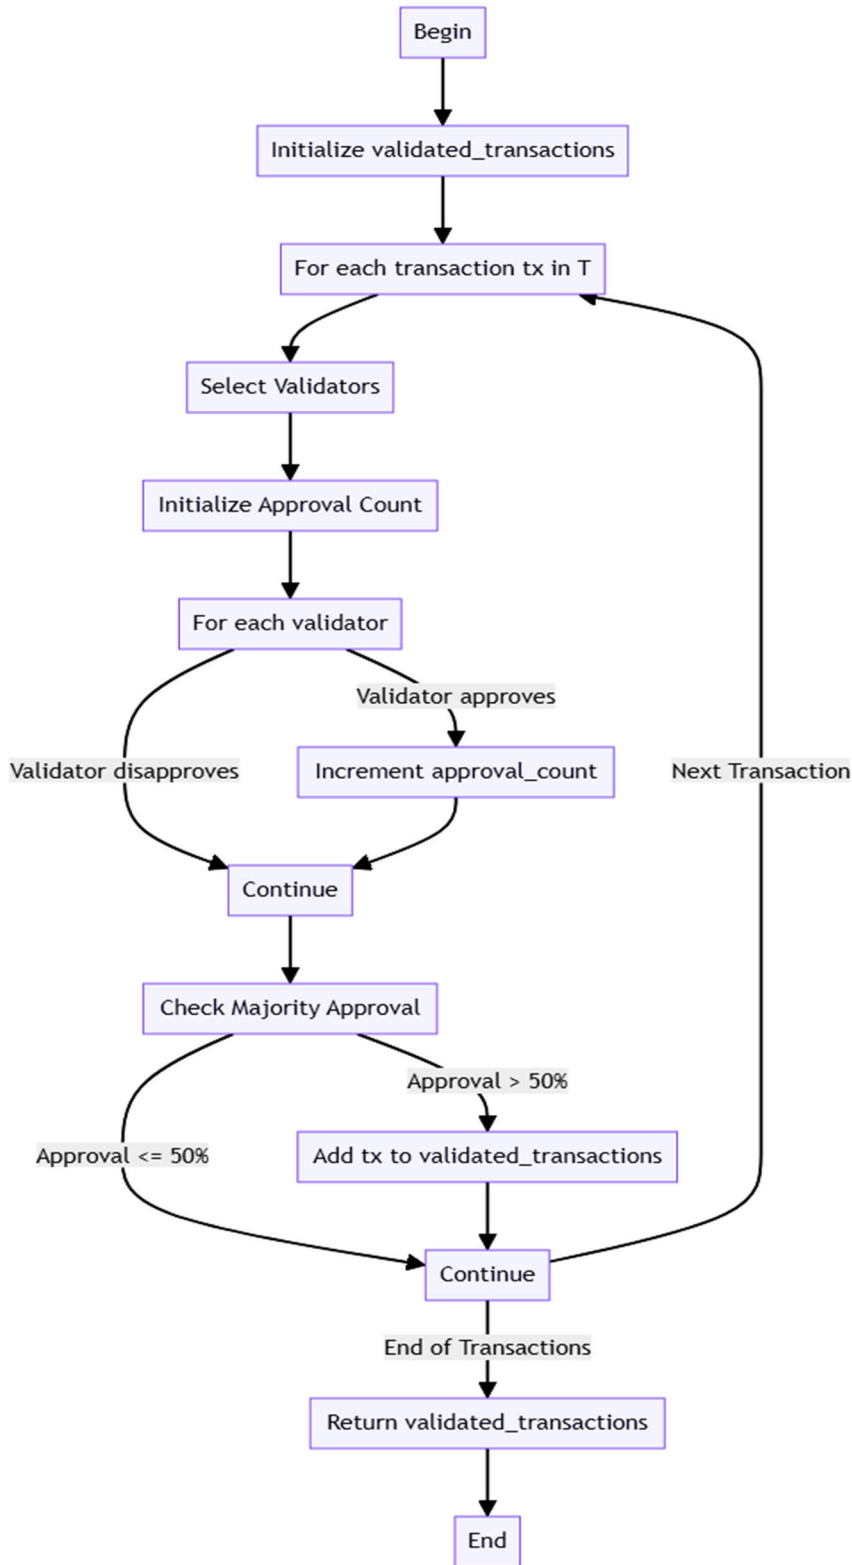 Begin
Initialize validated_transactions
For each transaction tx in T
Select Validators
Initialize Approval Count
For each validator
Validator approves
Validator disapproves
Increment approval_count
Next Transaction
Continue
Check Majority Approval
Approval > 50%
Approval <= 50%
Add tx to validated_transactions
Continue
End of Transactions
Return validated_transactions
End